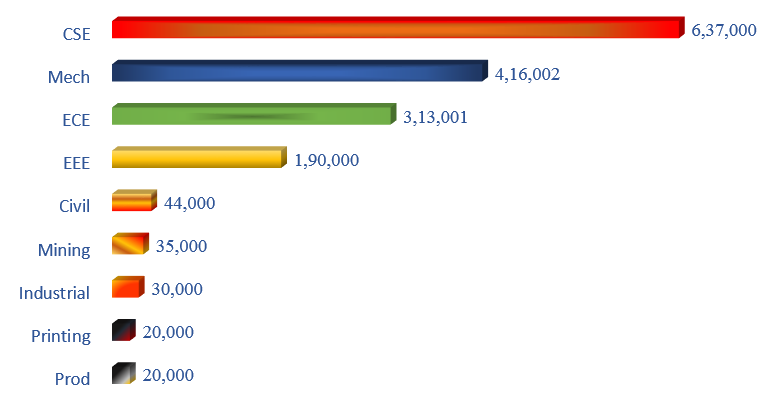 CSE 6,37,000
Mech 4,16,002
ECE 3,13,001
EEE 1,90,000
Civil 44,000
Mining 35,000
Industrial 30,000
Printing 20,000
Prod 20,000